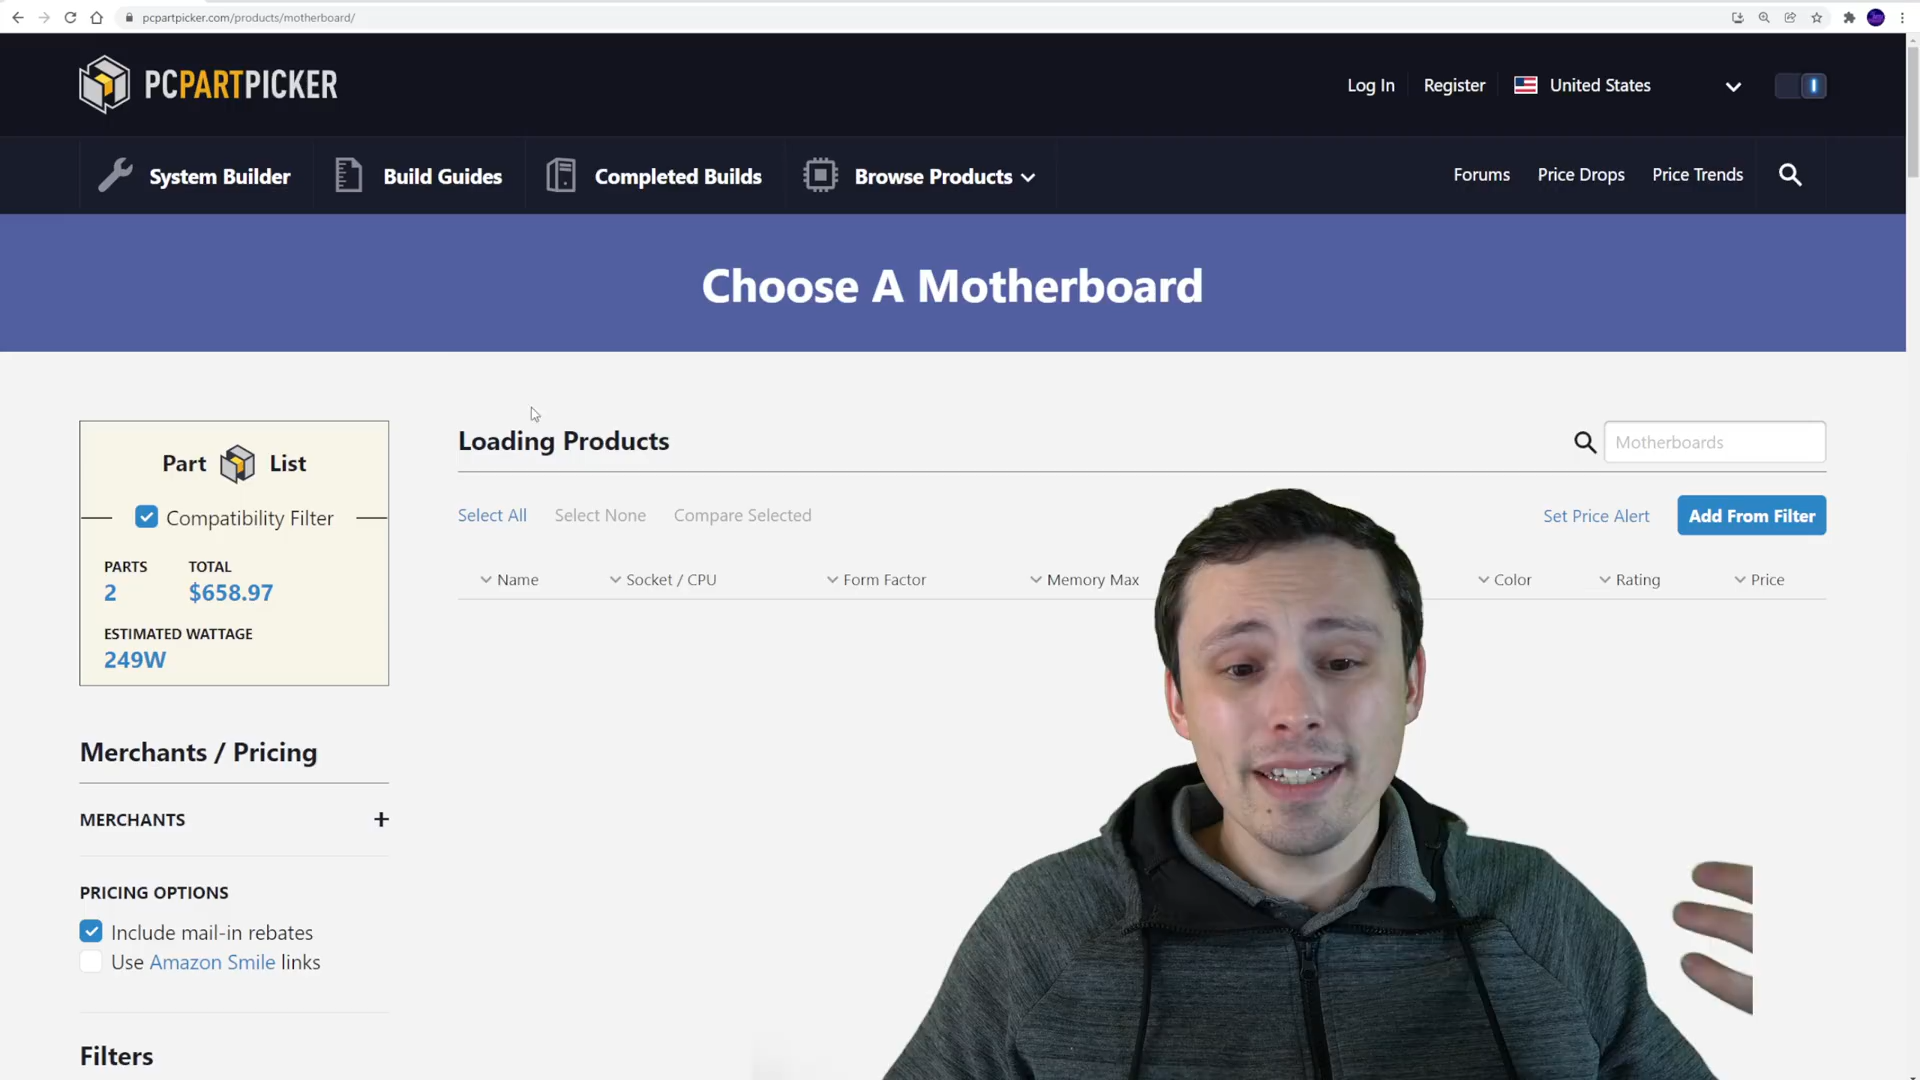 pcpartpicker.com/products/motherboard/
PCPARTPICKER
Log In
Register
United States
System Builder
Build Guides
Completed Builds
Browse Products
Forums
Price Drops
Price Trends
Choose A Motherboard
Part List
Compatibility Filter
PARTS
TOTAL
2
$658.97
ESTIMATED WATTAGE
249W
Loading Products
Motherboards
Select All
Select None
Compare Selected
Set Price Alert
Add From Filter
Name
Socket / CPU
Form Factor
Memory Max
Color
Rating
Price
Merchants / Pricing
MERCHANTS
+
PRICING OPTIONS
Include mail-in rebates
Use Amazon Smile links
Filters